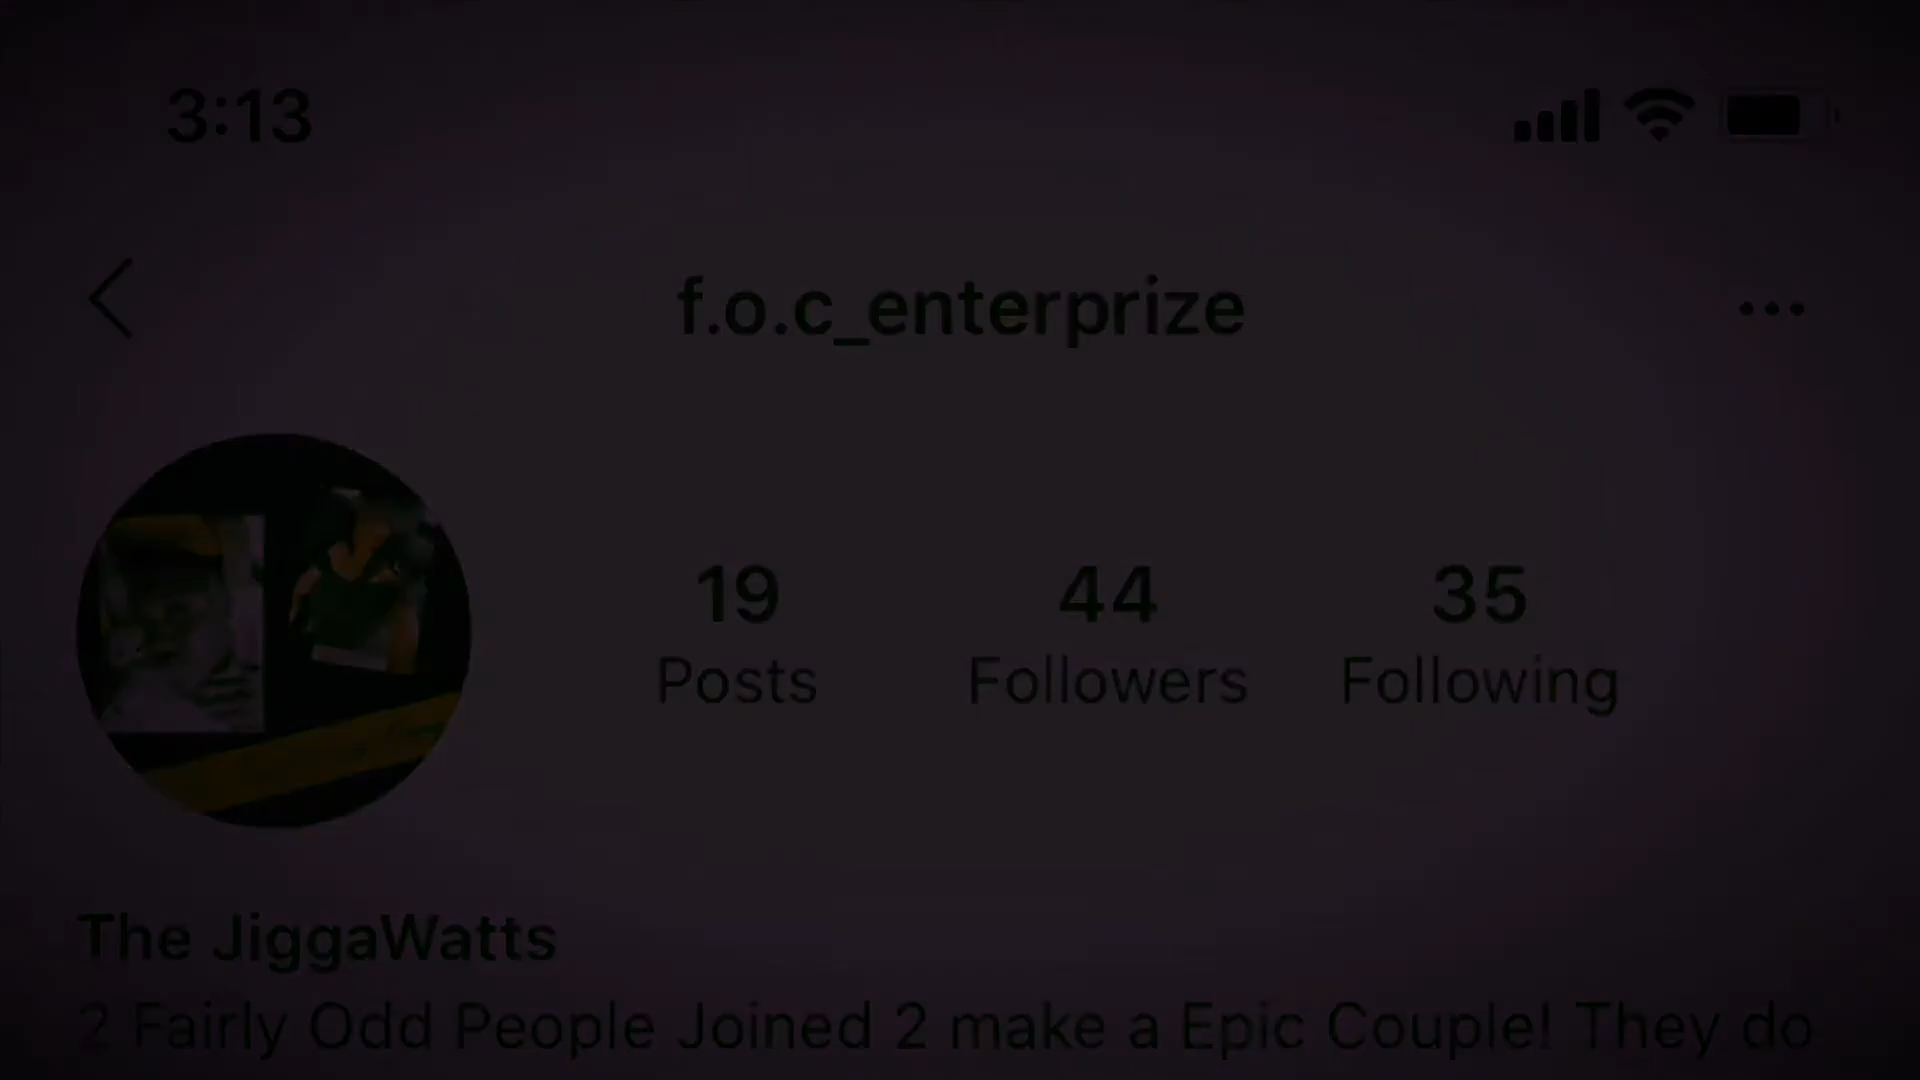 3:13
f.o.c_enterprize
19 44 35
Posts Followers Following
The JiggaWatts
2 Fairly Odd People Joined 2 make a Epic Couple! They do